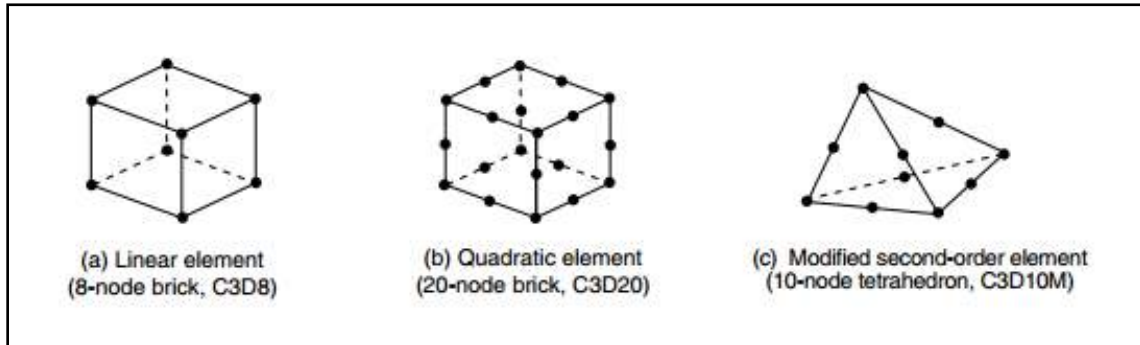 (a) Linear element
(8-node brick, C3D8)
(b) Quadratic element
(20-node brick, C3D20)
(c) Modified second-order element
(10-node tetrahedron, C3D10M)